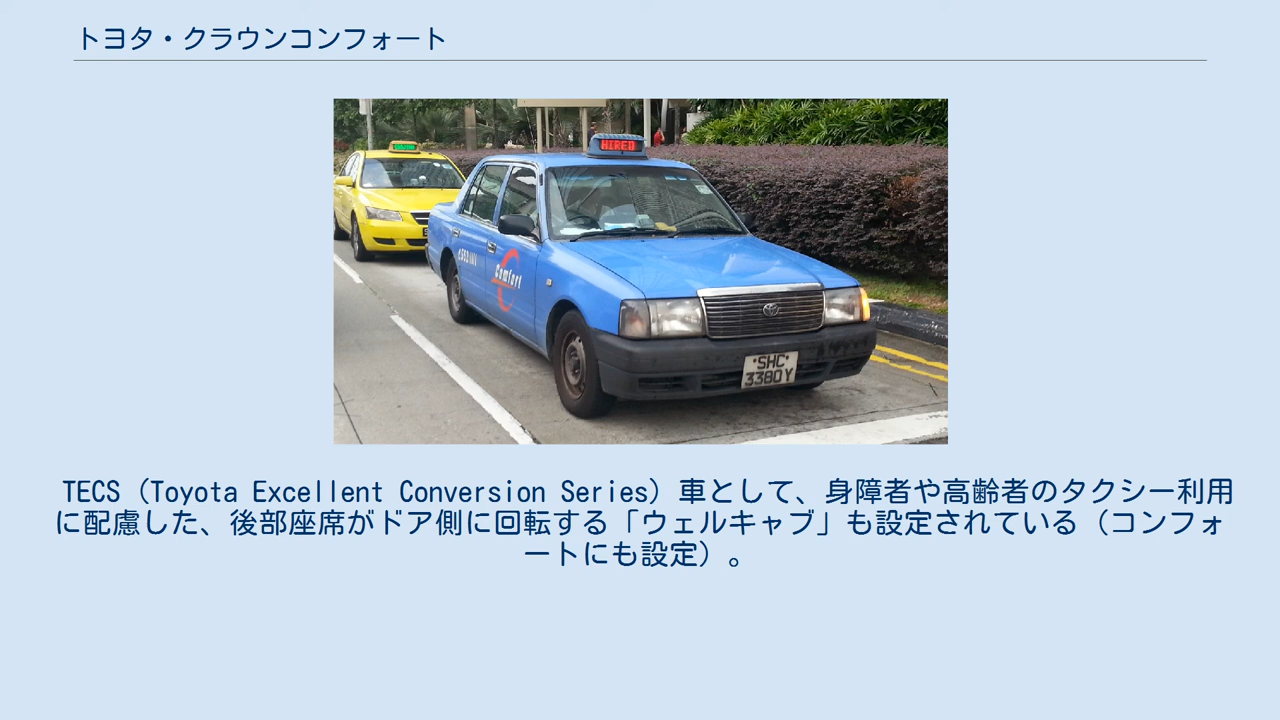 トヨタ・クラウンコンフォート
HIRED
Comfort
SHC
3380Y
TECS（Toyota Excellent Conversion Series）車として、身障者や高齢者のタクシー利用
に配慮した、後部座席がドア側に回転する「ウェルキャブ」も設定されている（コンフォ
ートにも設定）。